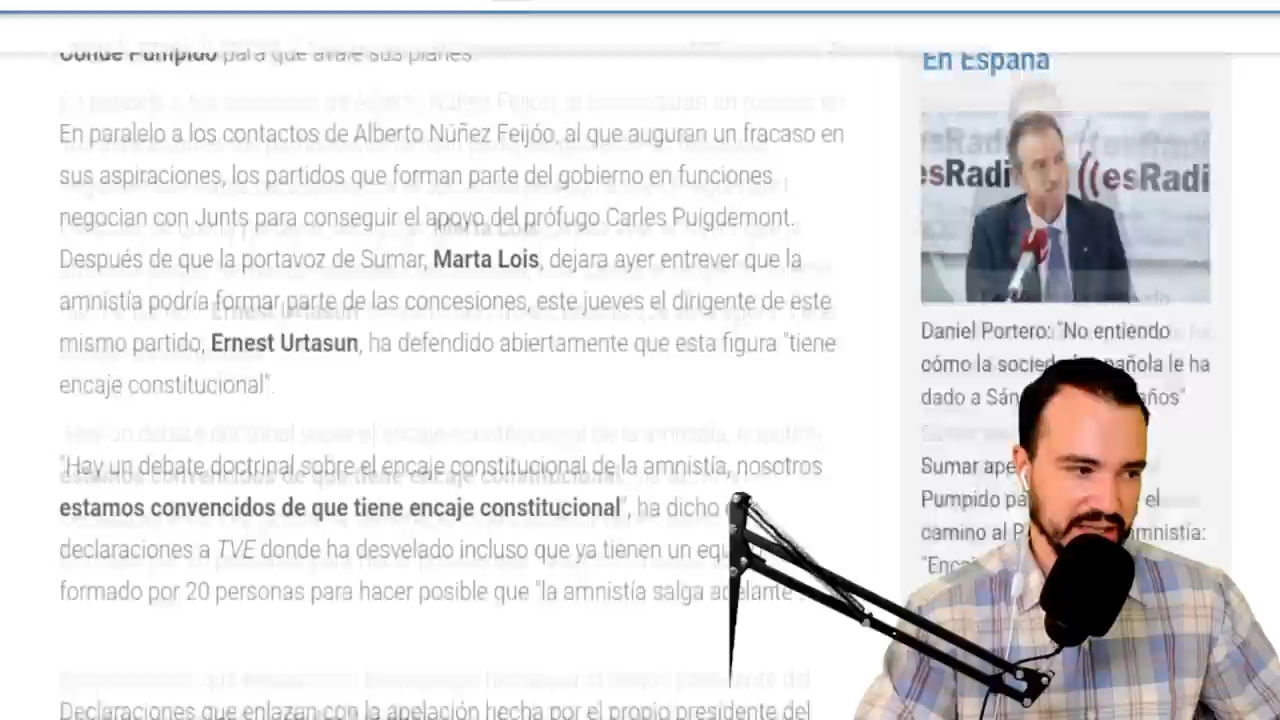 Conde Pumpido para que avale sus planes.
En paralelo a los contactos de Alberto Núñez Feijóo, al que auguran un fracaso en
sus aspiraciones, los partidos que forman parte del gobierno en funciones
negocian con Junts para conseguir el apoyo del prófugo Carles Puigdemont.
Después de que la portavoz de Sumar, Marta Lois, dejara ayer entrever que la
amnistía podría formar parte de las concesiones, este jueves el dirigente de este
mismo partido, Ernest Urtasun, ha defendido abiertamente que esta figura "tiene
encaje constitucional".
"Hay un debate doctrinal sobre el encaje constitucional de la amnistía, nosotros
estamos convencidos de que tiene encaje constitucional", ha dicho
declaraciones a TVE donde ha desvelado incluso que ya tienen un
formado por 20 personas para hacer posible que "la amnistía salga adelante
Declaraciones que enlazan con la apelación hecha por el propio presidente del
En España
esRadi ((esRadi
Daniel Portero: "No entiendo
cómo la le ha
dado a años"
Sumar
Pumpido el
camino al